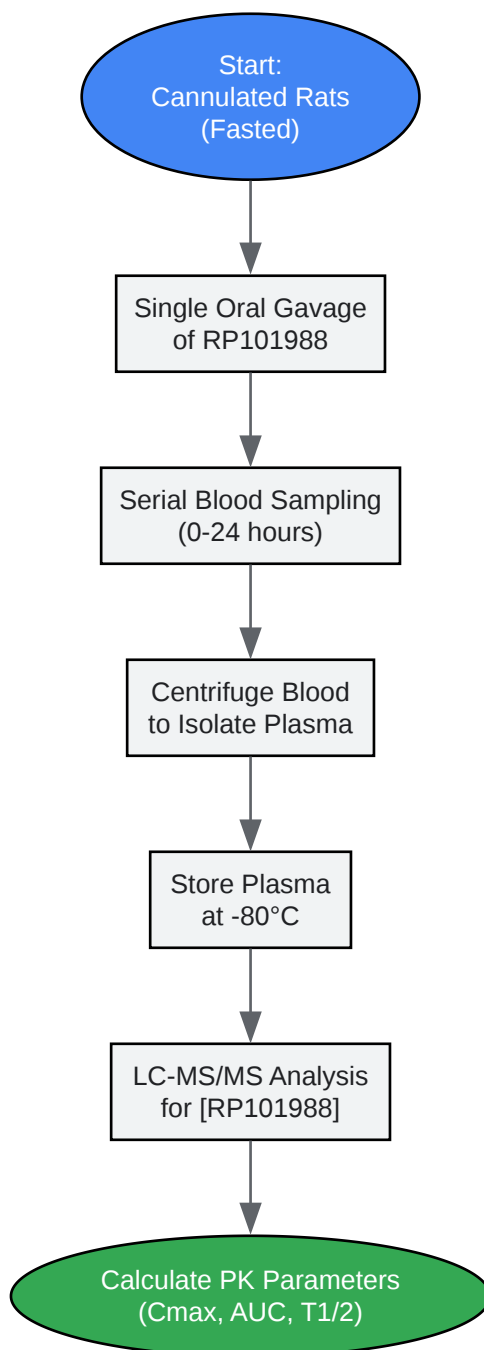 Start:
Cannulated Rats
(Fasted)
Single Oral Gavage
of RP101988
Serial Blood Sampling
(0-24 hours)
Centrifuge Blood
to Isolate Plasma
Store Plasma
at -80°C
LC-MS/MS Analysis
for [RP101988]
Calculate PK Parameters
(Cmax, AUC, T1/2)